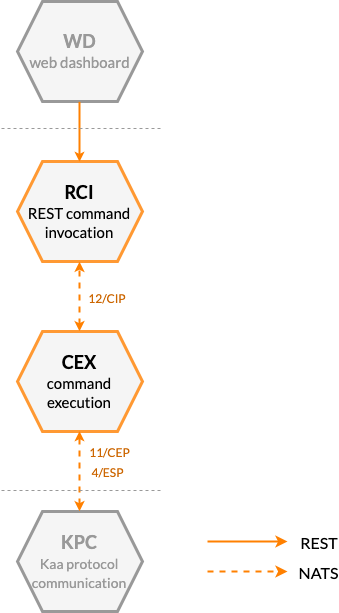 WD
web dashboard
RCI
REST command
invocation
12/CIP
CEX
command
execution
11/CEP
4/ESP
KPC
Kaa protocol
communication
REST
NATS